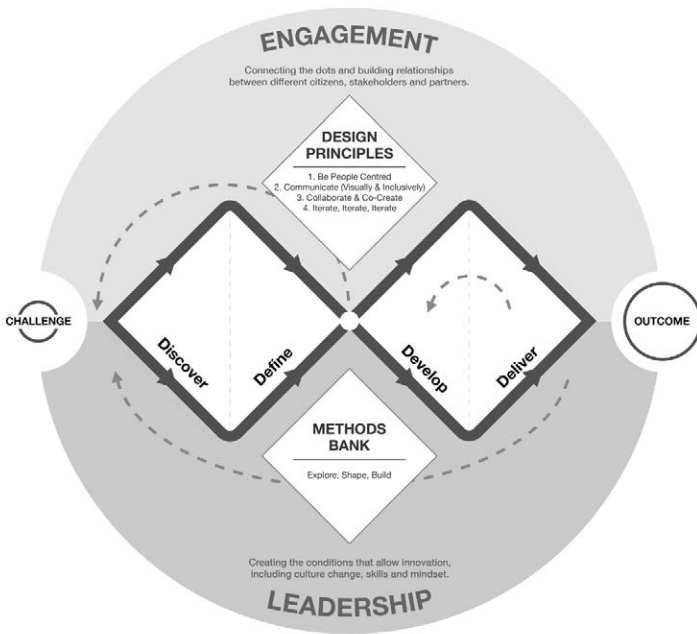 ENGAGEMENT
Connecting the dots and building relationships
between different citizens, stakeholders and partners.
DESIGN
PRINCIPLES
1. Be People Centred
2. Communicate (Visually & Inclusively)
3. Collaborate & Co-Create
4. Iterate, Iterate, Iterate
CHALLENGE
OUTCOME
Discover
Define
Develop
Deliver
METHODS
BANK
Explore, Shape, Build
Creating the conditions that allow innovation,
including culture change, skills and mindset.
LEADERSHIP